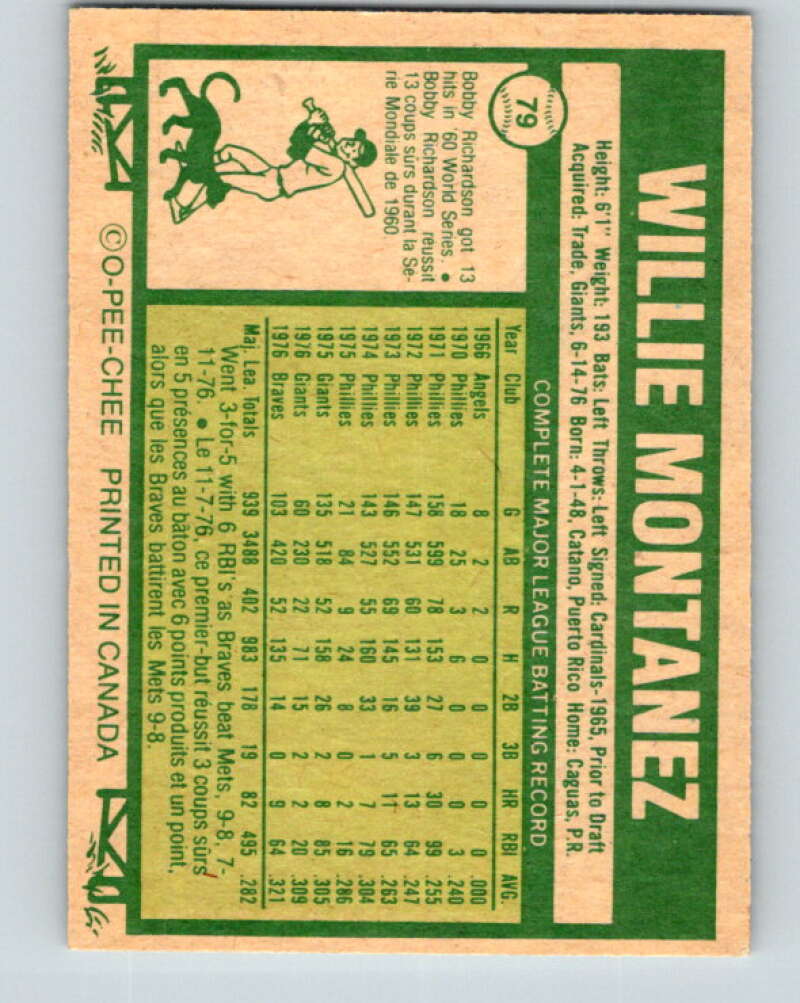 79
WILLIE MONTANEZ
Height: 6'1" Weight: 193 Bats: Left Throws: Left Signed: Cardinals-1965, Prior to Draft
Acquired: Trade, Giants, 6-14-76 Born: 4-1-48, Catano, Puerto Rico Home: Caguas, P.R.
COMPLETE MAJOR LEAGUE BATTING RECORD
Bobby Richardson got 13
hits in '60 World Series. •
Bobby Richardson réussit
13 coups sûrs durant la Sé-
rie Mondiale de 1960
Year Club G AB R H 2B 3B HR RBI AVG.
1966 Angels 8 2 2 0 0 0 0 0 .000
1970 Phillies 18 25 3 6 0 0 0 3 .240
1971 Phillies 158 599 78 153 27 6 30 99 .255
1972 Phillies 147 531 60 131 39 3 13 64 .247
1973 Phillies 146 552 69 145 16 5 11 65 .263
1974 Phillies 143 527 55 160 33 1 7 79 .304
1975 Phillies 21 84 9 24 8 0 2 16 .286
1975 Giants 135 518 52 158 26 2 8 85 .305
1976 Giants 60 230 22 71 15 2 2 20 .309
1976 Braves 103 420 52 135 14 0 9 64 .321
Maj. Lea. Totals 939 3488 402 983 178 19 82 495 .282
Went 3-for-5 with 6 RBI's as Braves beat Mets, 9-8, 7-
11-76. • Le 11-7-76, ce premier-but réussit 3 coups sûrs
en 5 présences au bâton avec 6 points produits et un point,
alors que les Braves battirent les Mets 9-8.
©O-PEE-CHEE PRINTED IN CANADA